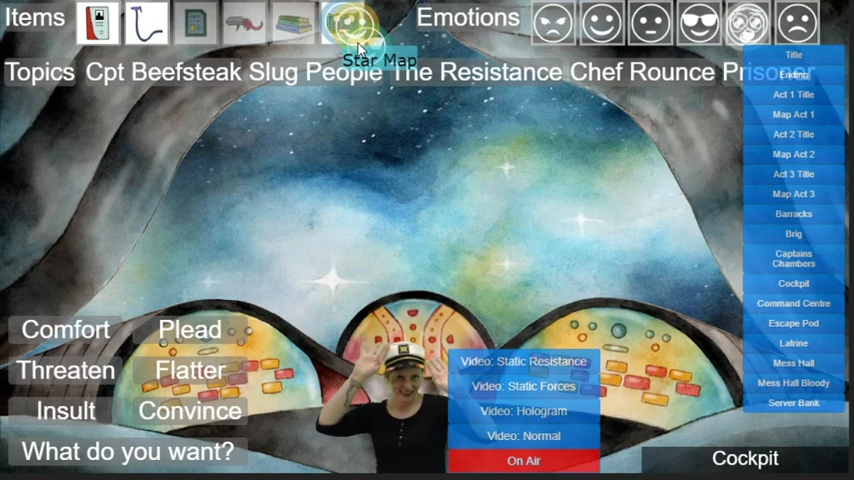 Items
Emotions
Star Map
Topics Cpt Beefsteak Slug People The Resistance Chef Rounce Prisoner
Title
Ending
Act 1 Title
Map Act 1
Act 2 Title
Map Act 2
Act 3 Title
Map Act 3
Barracks
Brig
Captains
Chambers
Cockpit
Command Centre
Escape Pod
Latrine
Mess Hall
Mess Hall Bloody
Server Bank
Comfort Plead
Threaten Flatter
Insult Convince
What do you want?
Video: Static Resistance
Video: Static Forces
Video: Hologram
Video: Normal
On Air
Cockpit